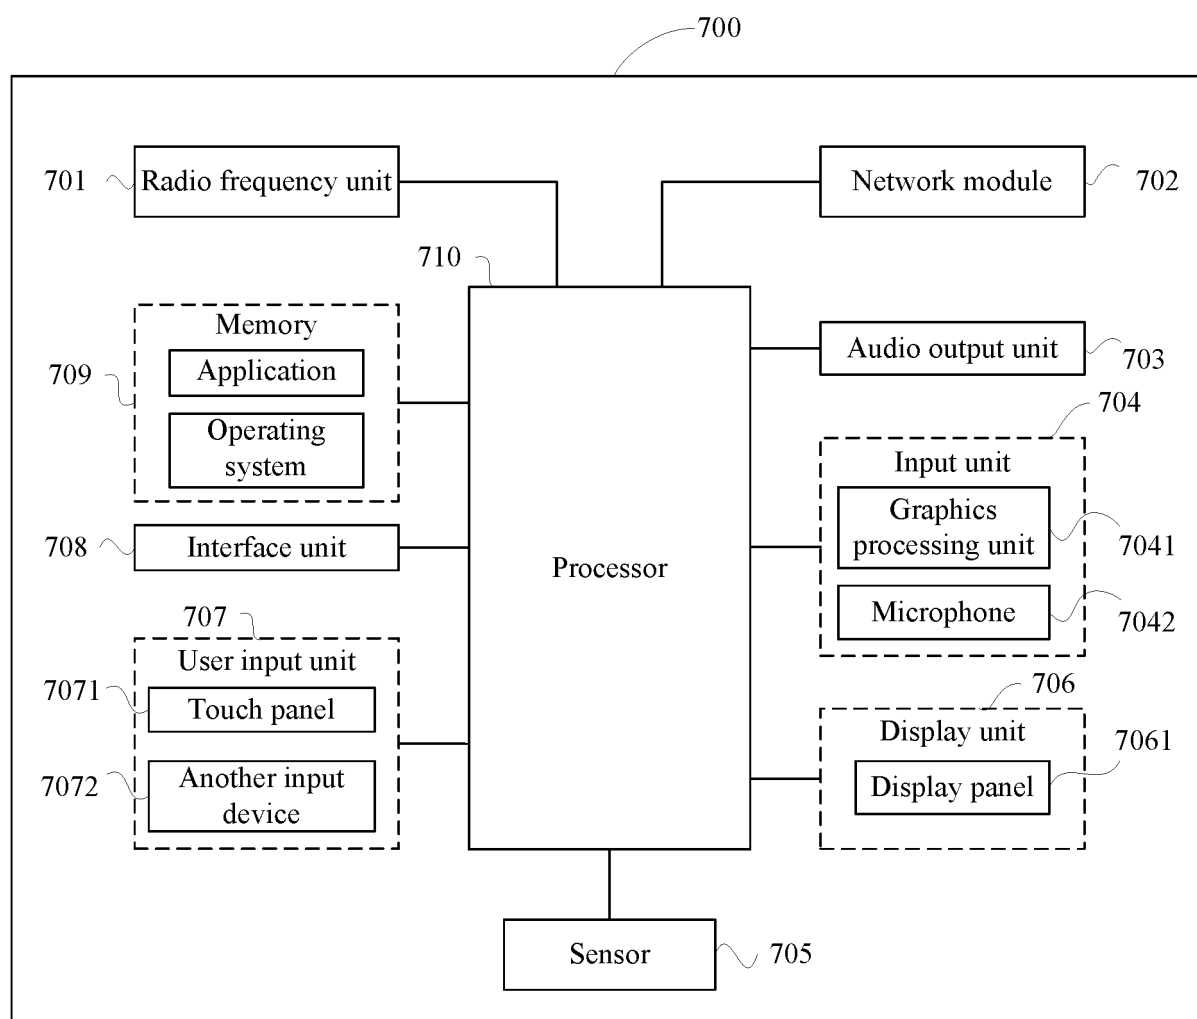 700
701
Radio frequency unit
Network module
702
710
Memory
Application
Operating
system
709
Audio output unit
703
704
Input unit
Graphics
processing unit
7041
Microphone
7042
708
Interface unit
Processor
707
User input unit
7071
Touch panel
7072
Another input
device
706
Display unit
7061
Display panel
Sensor
705